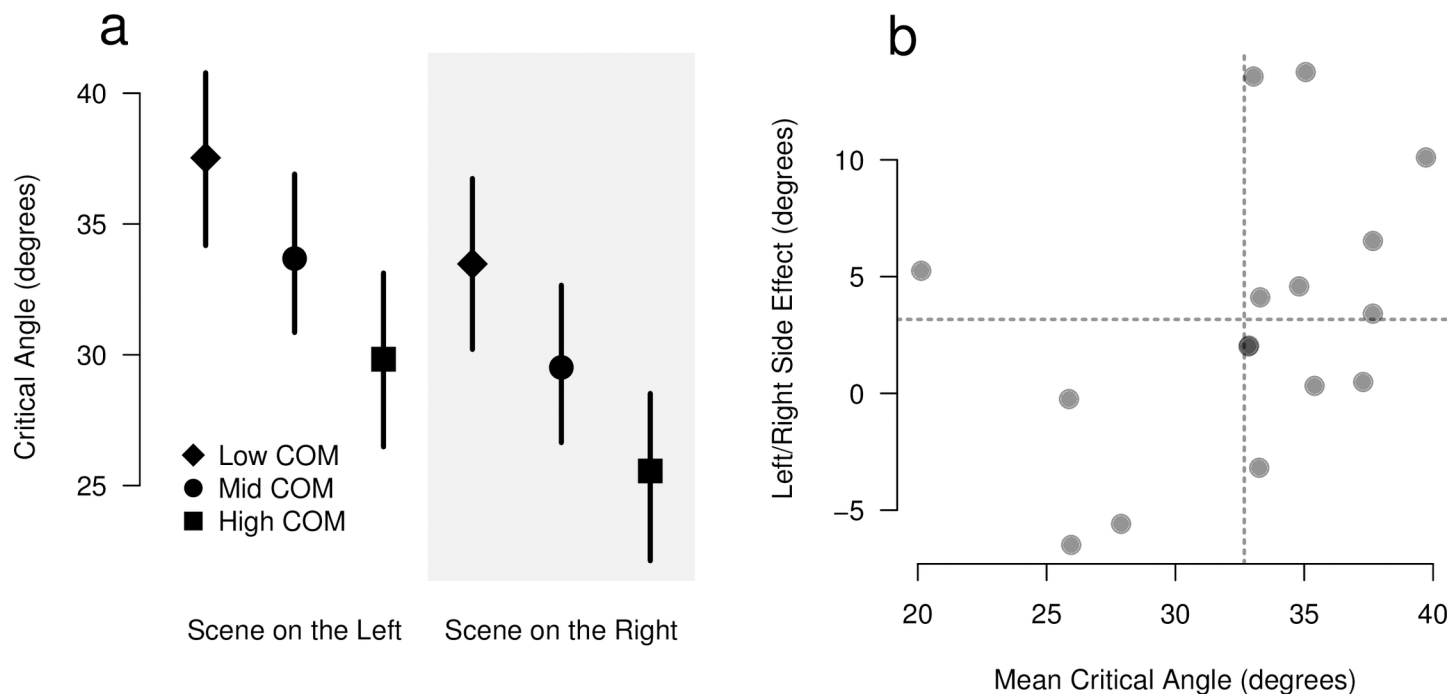 a
Critical Angle (degrees)
40
35
30
25
Low COM
Mid COM
High COM
Scene on the Left
Scene on the Right
b
Left/Right Side Effect (degrees)
10
5
0
−5
20
25
30
35
40
Mean Critical Angle (degrees)